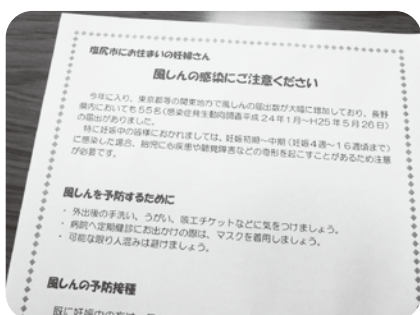 塩尻市にお住まいの妊婦さん
風しんの感染にご注意ください
今年に入り、東京都等の関東地方で風しんの届出数が大幅に増加しており、長野
県内においても55名(感染症発生動向調査平成24年1月~H25年5月26日)
の届出がありました。
特に妊娠中の皆様におかれましては、妊娠初期~中期(妊娠4週~16週頃まで)
に感染した場合、胎児に心疾患や聴覚障害などの奇形を起こすことがあるため注意
が必要です。
風しんを予防するために
・外出後の手洗い、うがい、咳エチケットなどに気をつけましょう。
・病院へ定期健診にお出かけの際は、マスクを着用しましょう。
・可能な限り人混みは避けましょう。
風しんの予防接種
既に妊娠中の方は